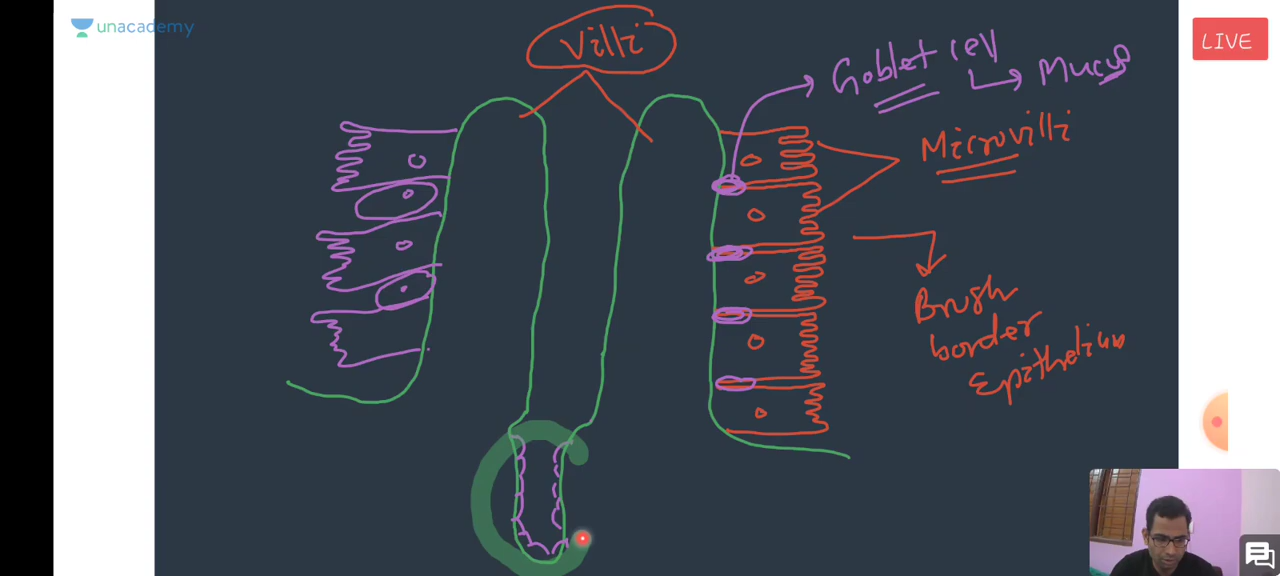 unacademy
LIVE
Villi
Goblet cell
Mucus
Microvilli
Brush
border
Epithelium